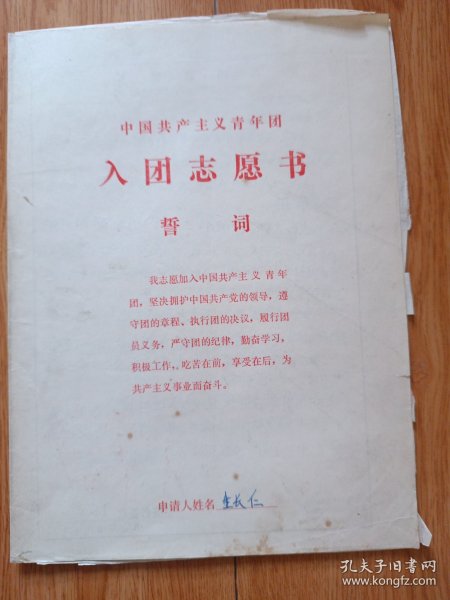 中国共产主义青年团
入团志愿书
誓 词
我志愿加入中国共产主义青年
团，坚决拥护中国共产党的领导，遵
守团的章程、执行团的决议，履行团
员义务，严守团的纪律，勤奋学习，
积极工作，吃苦在前，享受在后，为
共产主义事业而奋斗。
申请人姓名
孔夫子旧书网
www.kongfz.com